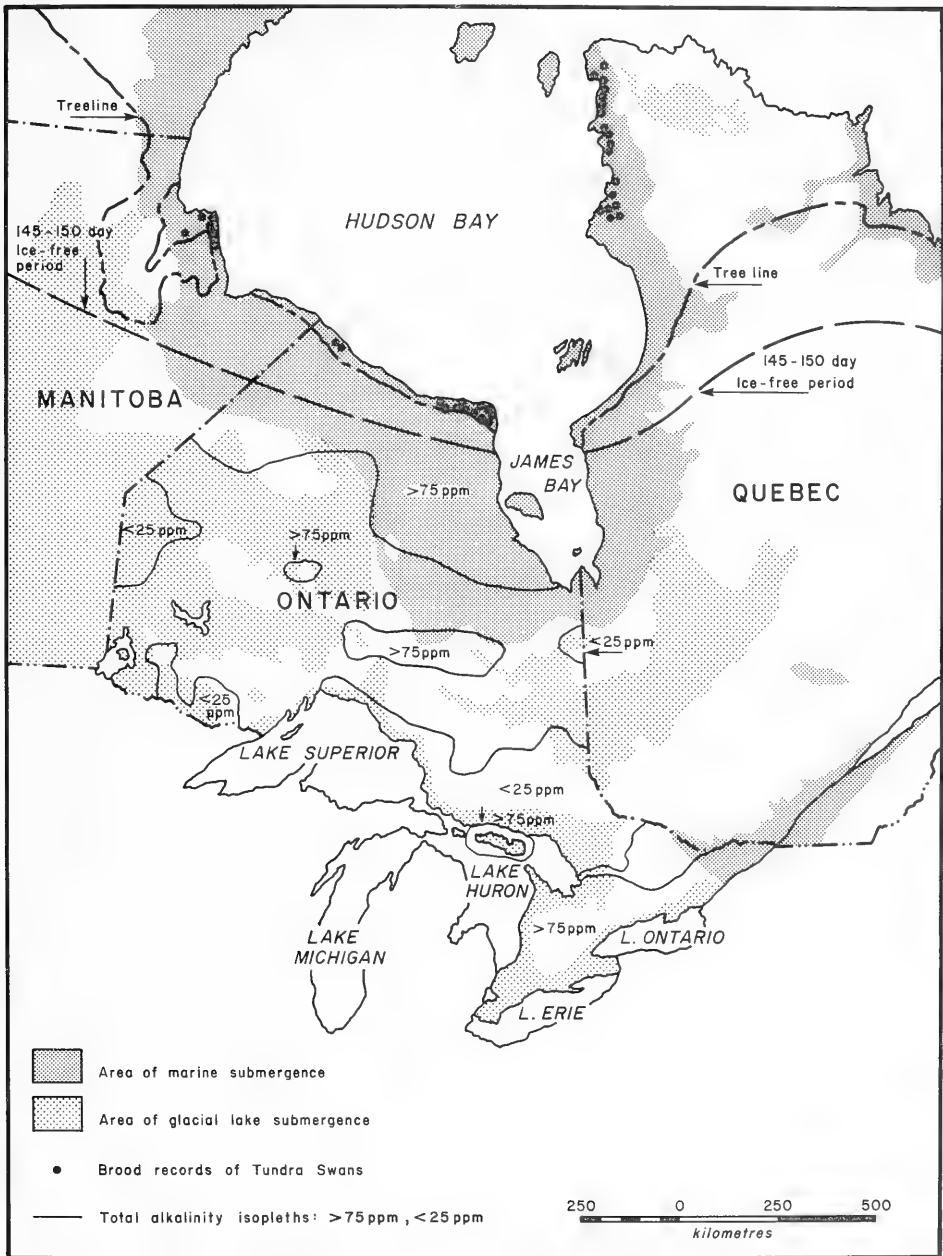 Treeline
HUDSON BAY
145-150 day
Ice-free
period
Tree line
145-150 day
Ice-free period
MANITOBA
JAMES
BAY
>75 ppm
QUEBEC
<25 ppm
>75ppm
ONTARIO
>75ppm
<25 ppm
<25
ppm
LAKE SUPERIOR
<25 ppm
>75ppm
LAKE
HURON
>75ppm
L. ONTARIO
LAKE
MICHIGAN
L. ERIE
Area of marine submergence
Area of glacial lake submergence
Brood records of Tundra Swans
Total alkalinity isopleths: >75 ppm, <25 ppm
250 0 250 500
kilometres